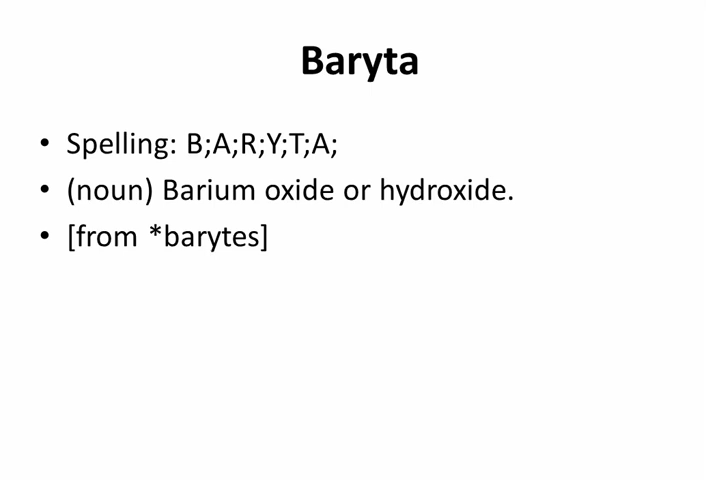 Baryta
• Spelling: B;A;R;Y;T;A;
• (noun) Barium oxide or hydroxide.
• [from *barytes]